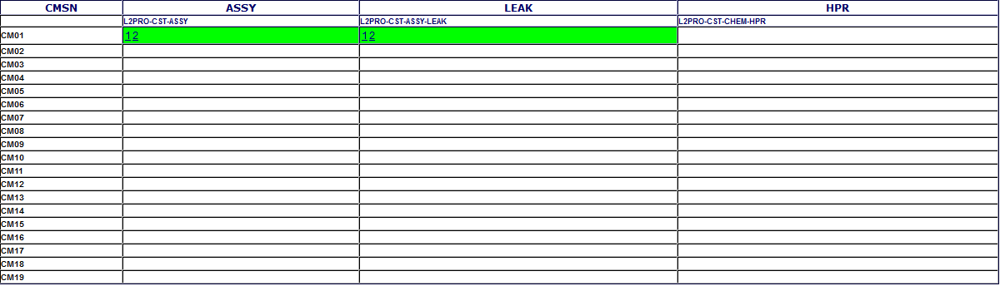 CMSN ASSY LEAK HPR
L2PRO-CST-ASSY L2PRO-CST-ASSY-LEAK L2PRO-CST-CHEM-HPR
CM01 12 12
CM02
CM03
CM04
CM05
CM06
CM07
CM08
CM09
CM10
CM11
CM12
CM13
CM14
CM15
CM16
CM17
CM18
CM19